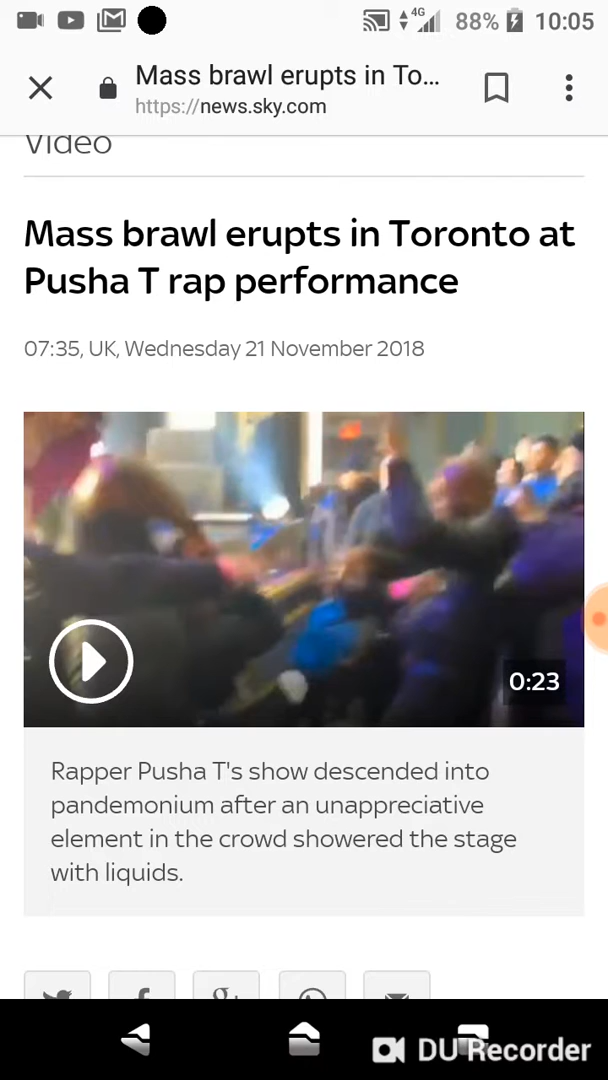 4G 88% 10:05
Mass brawl erupts in To...
https://news.sky.com
Video
Mass brawl erupts in Toronto at
Pusha T rap performance
07:35, UK, Wednesday 21 November 2018
0:23
Rapper Pusha T's show descended into
pandemonium after an unappreciative
element in the crowd showered the stage
with liquids.
DU Recorder